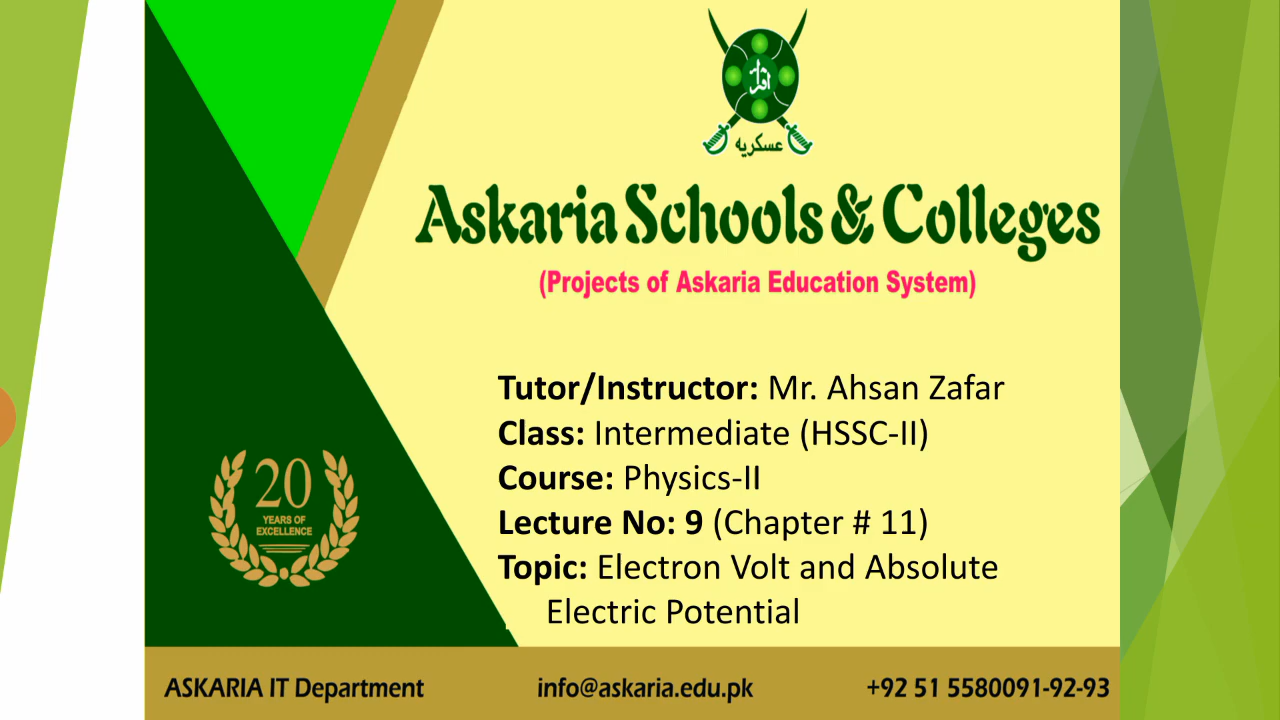 اقرأ
عسکریہ
Askaria Schools & Colleges
(Projects of Askaria Education System)
Tutor/Instructor: Mr. Ahsan Zafar
Class: Intermediate (HSSC-II)
Course: Physics-II
Lecture No: 9 (Chapter # 11)
Topic: Electron Volt and Absolute
Electric Potential
20
YEARS OF
EXCELLENCE
ASKARIA IT Department info@askaria.edu.pk +92 51 5580091-92-93